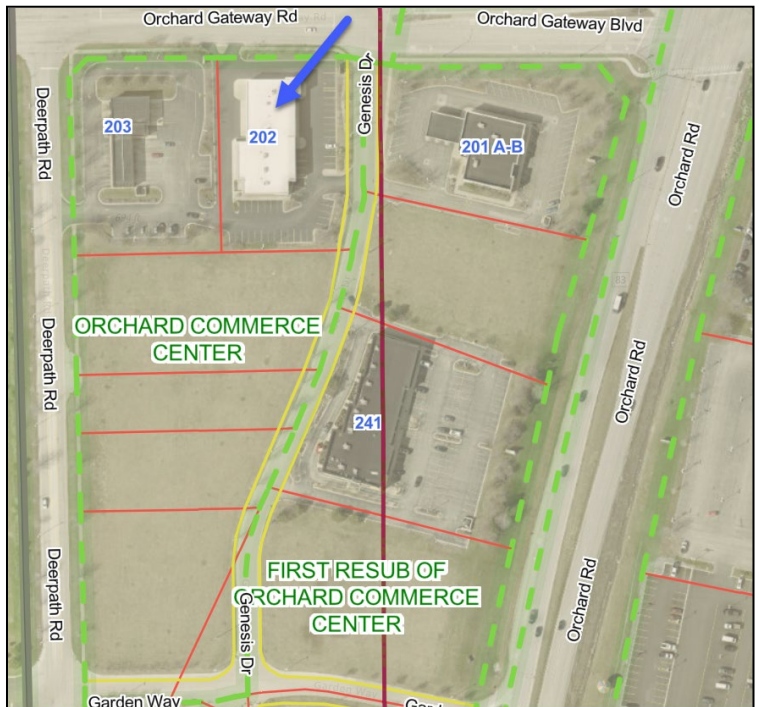 Orchard Gateway Rd
Orchard Gateway Blvd
Genesis Dr
Deerpath Rd
203
202
201 A-B
Orchard Rd
83
ORCHARD COMMERCE
CENTER
Deerpath Rd
Orchard Rd
241
Deerpath Rd
FIRST RESUB OF
ORCHARD COMMERCE
CENTER
Orchard Rd
Genesis Dr
Garden Way